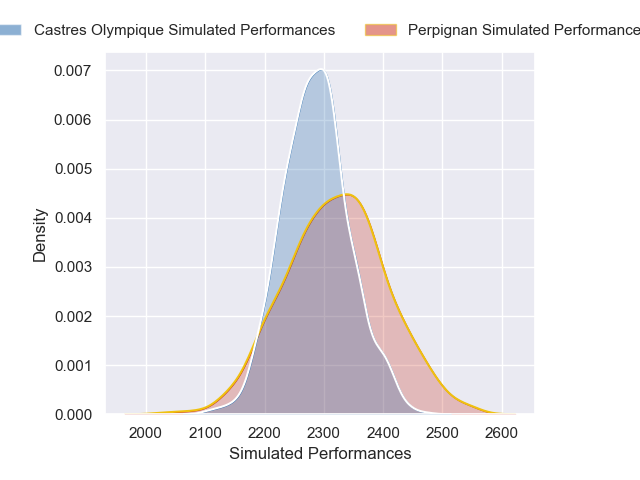 Castres Olympique Simulated Performances
Perpignan Simulated Performance
0.007
0.006
0.005
0.004
0.003
0.002
0.001
0.000
Density
2000 2100 2200 2300 2400 2500 2600
Simulated Performances